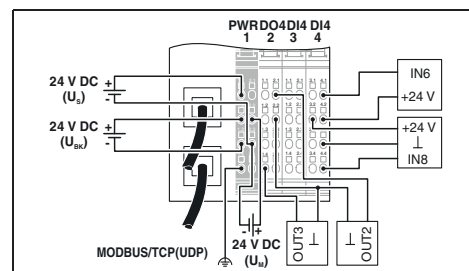 PWR DO4 DI4 DI4
1 2 3 4
24 V DC
(US)
24 V DC
(UBK)
IN6
+24 V
+24 V
⊥
IN8
MODBUS/TCP(UDP)
- +
24 V DC
(UM)
OUT3
⊥
⊥
OUT2